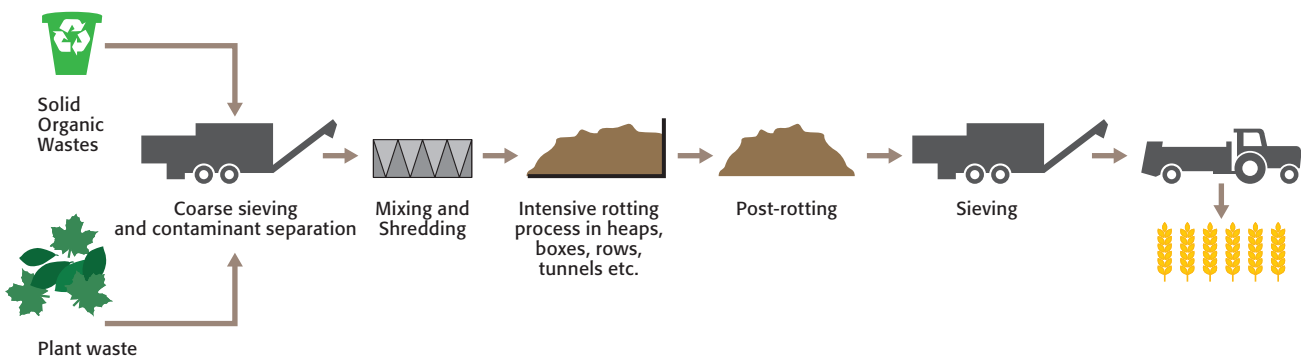 Solid
Organic
Wastes
Coarse sieving
and contaminant separation
Mixing and
Shredding
Intensive rotting
process in heaps,
boxes, rows,
tunnels etc.
Post-rotting
Sieving
Plant waste